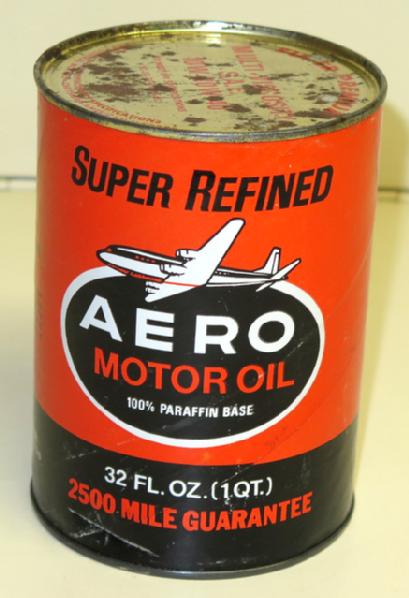 SUPER REFINED
AERO
MOTOR OIL
100% PARAFFIN BASE
32 FL. OZ. (1 QT.)
2500 MILE GUARANTEE